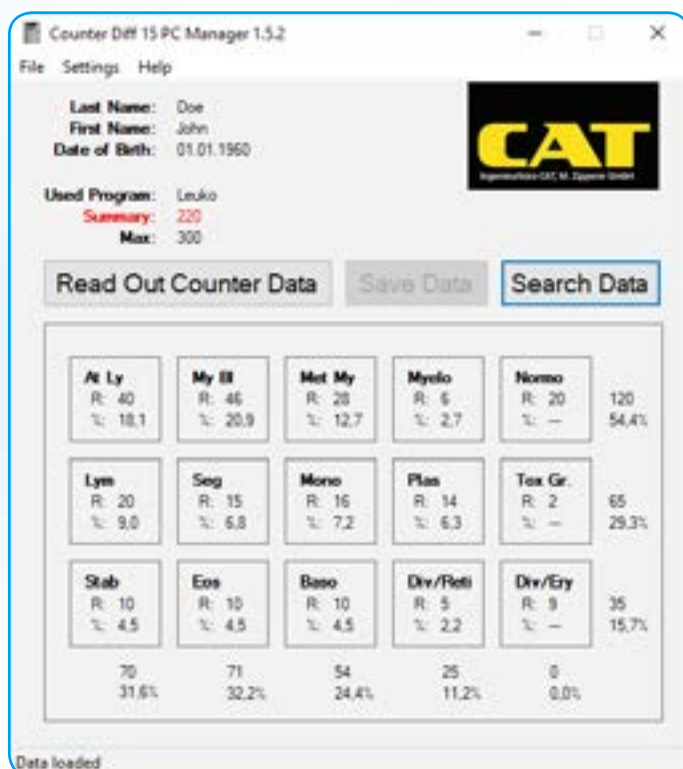 Counter Diff 15 PC Manager 1.5.2
File Settings Help
Last Name: Doe
First Name: John
Date of Birth: 01.01.1960
CAT
Ingenieurbüro CAT, M. Zipperer GmbH
Used Program: Leuko
Summary: 220
Max: 300
Read Out Counter Data Save Data Search Data
At Ly My Bl Met My Myelo Normo
R: 40 R: 46 R: 28 R: 6 R: 20 120
%: 18,1 %: 20,9 %: 12,7 %: 2,7 %: --- 54,4%
Lym Seg Mono Plas Tox Gr.
R: 20 R: 15 R: 16 R: 14 R: 2 65
%: 9,0 %: 6,8 %: 7,2 %: 6,3 %: --- 29,3%
Stab Eos Baso Div/Reti Div/Ery
R: 10 R: 10 R: 10 R: 5 R: 9 35
%: 4,5 %: 4,5 %: 4,5 %: 2,2 %: --- 15,7%
70 71 54 25 0
31,6% 32,2% 24,4% 11,2% 0,0%
Data loaded